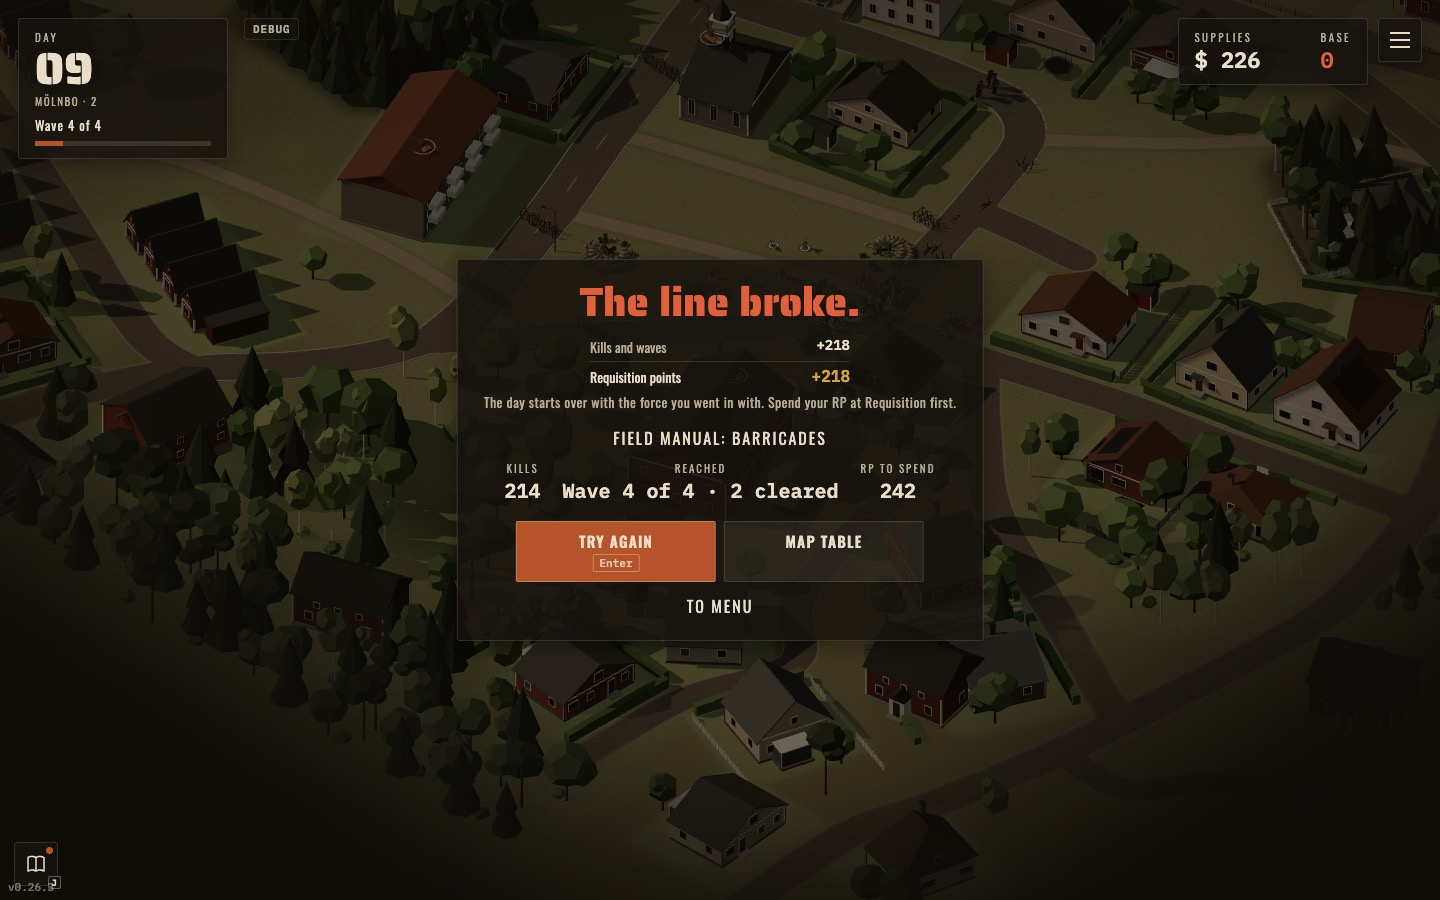 DAY
09
MÖLNBO · 2
Wave 4 of 4
DEBUG
SUPPLIES
$ 226
BASE
0
The line broke.
Kills and waves +218
Requisition points +218
The day starts over with the force you went in with. Spend your RP at Requisition first.
FIELD MANUAL: BARRICADES
KILLS REACHED RP TO SPEND
214 Wave 4 of 4 · 2 cleared 242
TRY AGAIN
Enter
MAP TABLE
TO MENU
J